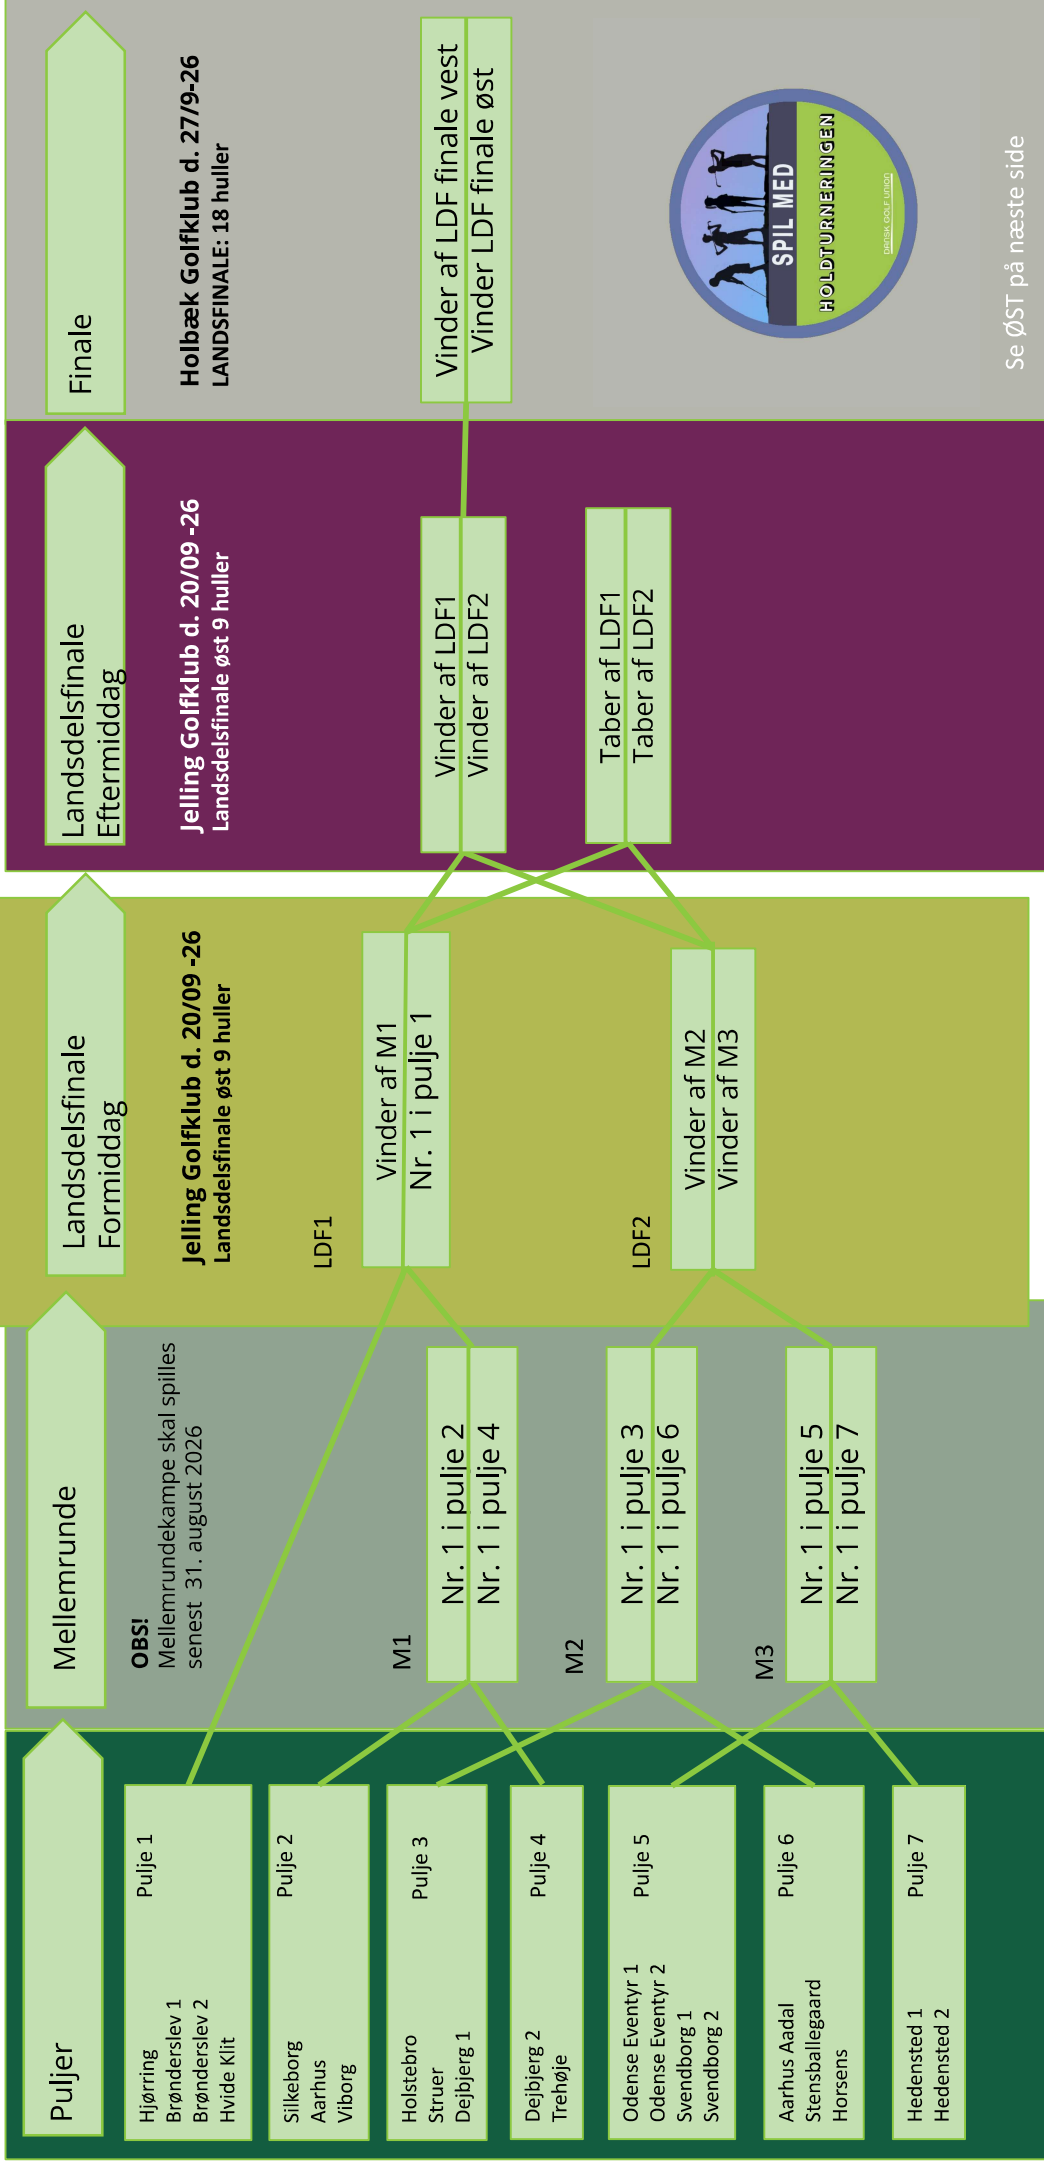 Puljer
Hjørring
Brønderslev 1
Brønderslev 2
Hvide Klit
Pulje 1
Silkeborg
Aarhus
Viborg
Pulje 2
Holstebro
Struer
Dejbjerg 1
Pulje 3
Dejbjerg 2
Trehøje
Pulje 4
Odense Eventyr 1
Odense Eventyr 2
Svendborg 1
Svendborg 2
Pulje 5
Aarhus Aadal
Stensballegaard
Horsens
Pulje 6
Hedensted 1
Hedensted 2
Pulje 7
Mellemrunde
OBS!
Mellemrundekampe skal spilles
senest 31. august 2026
M1
Nr. 1 i pulje 2
Nr. 1 i pulje 4
M2
Nr. 1 i pulje 3
Nr. 1 i pulje 6
M3
Nr. 1 i pulje 5
Nr. 1 i pulje 7
Landsdelsfinale
Formiddag
Jelling Golfklub d. 20/09 -26
Landsdelsfinale øst 9 huller
LDF1
Vinder af M1
Nr. 1 i pulje 1
LDF2
Vinder af M2
Vinder af M3
Landsdelsfinale
Eftermiddag
Jelling Golfklub d. 20/09 -26
Landsdelsfinale øst 9 huller
Vinder af LDF1
Vinder af LDF2
Taber af LDF1
Taber af LDF2
Finale
Holbæk Golfklub d. 27/9-26
LANDSFINALE: 18 huller
Vinder af LDF finale vest
Vinder LDF finale øst
SPIL MED
HOLDTURNERINGEN
DANSK GOLF UNION
Se ØST på næste side